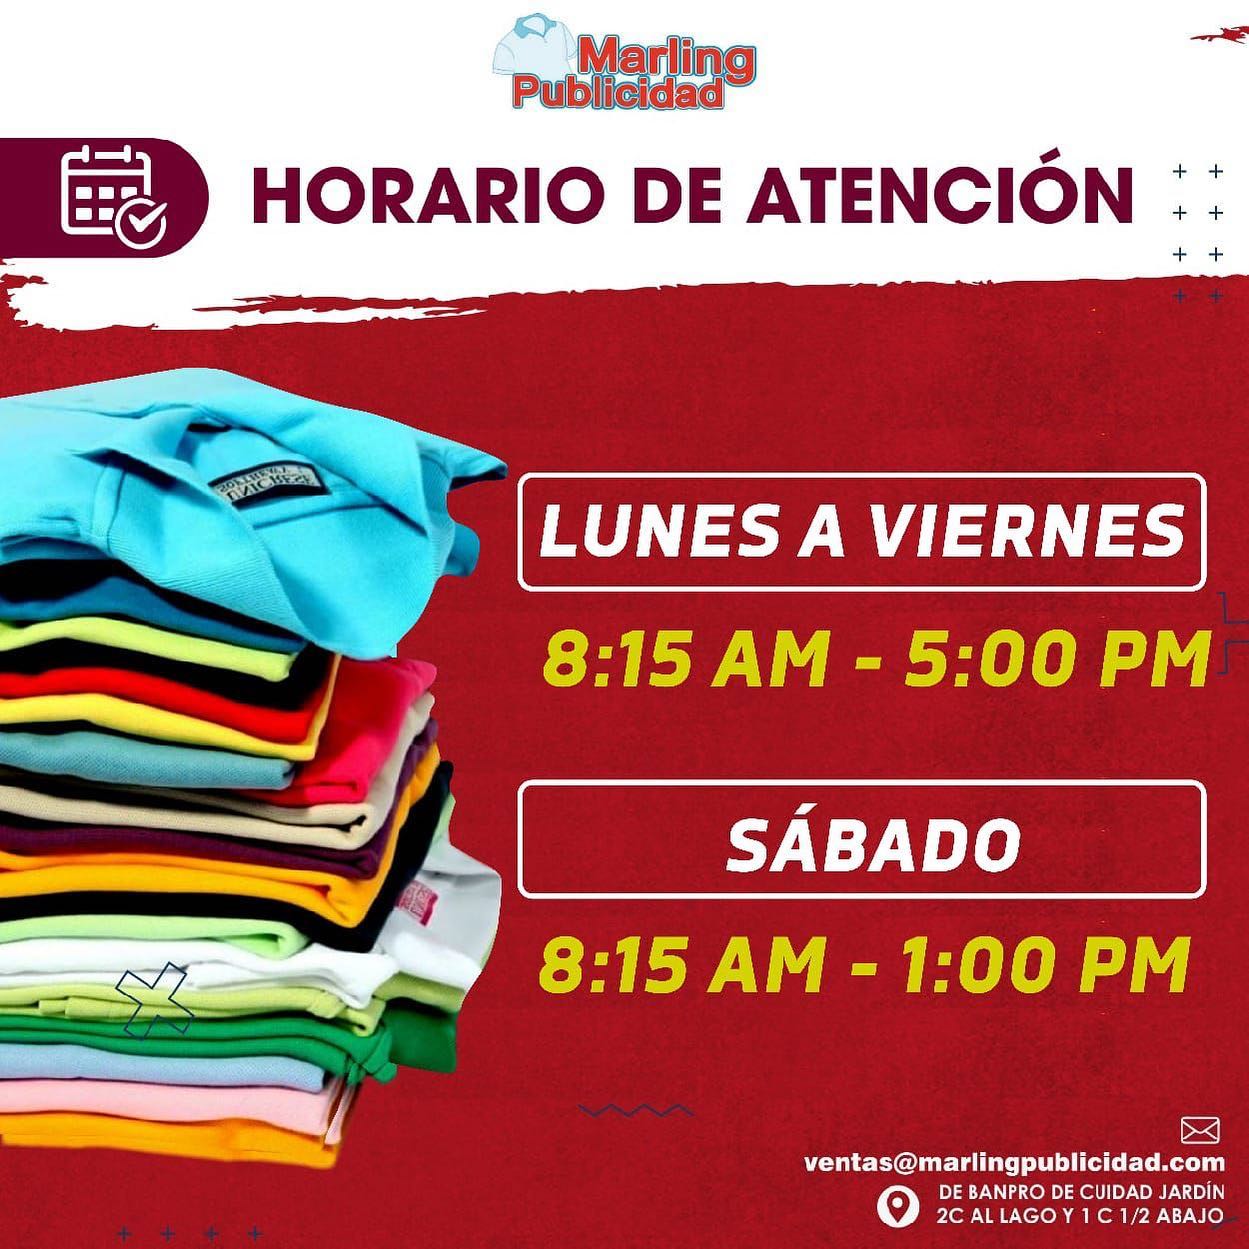 Marling
Publicidad
HORARIO DE ATENCIÓN
LUNES A VIERNES
8:15 AM - 5:00 PM
SÁBADO
8:15 AM - 1:00 PM
ventas@marlingpublicidad.com
DE BANPRO DE CUIDAD JARDÍN
2C AL LAGO Y 1 C 1/2 ABAJO